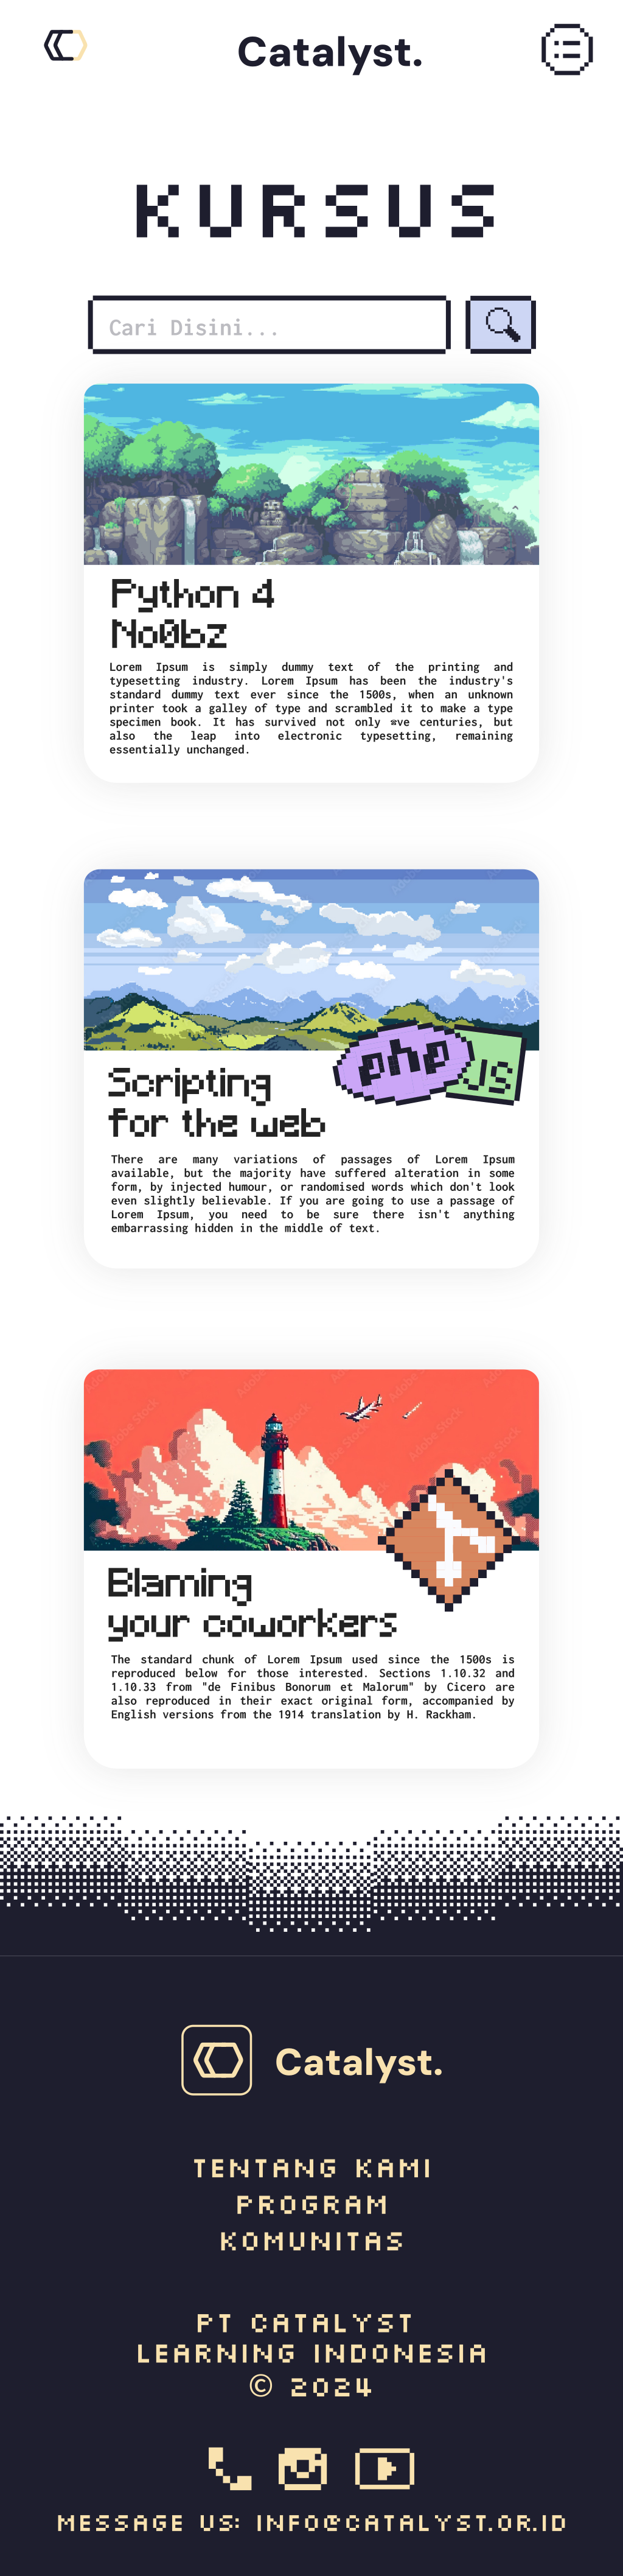 Catalyst.
KURSUS
Cari Disini...
Python 4
No0bz
Lorem Ipsum is simply dummy text of the printing and
typesetting industry. Lorem Ipsum has been the industry's
standard dummy text ever since the 1500s, when an unknown
printer took a galley of type and scrambled it to make a type
specimen book. It has survived not only centuries, but
also the leap into electronic typesetting, remaining
essentially unchanged.
php
JS
Scripting
for the web
There are many variations of passages of Lorem Ipsum
available, but the majority have suffered alteration in some
form, by injected humour, or randomised words which don't look
even slightly believable. If you are going to use a passage of
Lorem Ipsum, you need to be sure there isn't anything
embarrassing hidden in the middle of text.
Adobe Stock
Blaming
your coworkers
The standard chunk of Lorem Ipsum used since the 1500s is
reproduced below for those interested. Sections 1.10.32 and
1.10.33 from "de Finibus Bonorum et Malorum" by Cicero are
also reproduced in their exact original form, accompanied by
English versions from the 1914 translation by H. Rackham.
Catalyst.
TENTANG KAMI
PROGRAM
KOMUNITAS
PT CATALYST
LEARNING INDONESIA
© 2024
MESSAGE US: INFO@CATALYST.OR.ID